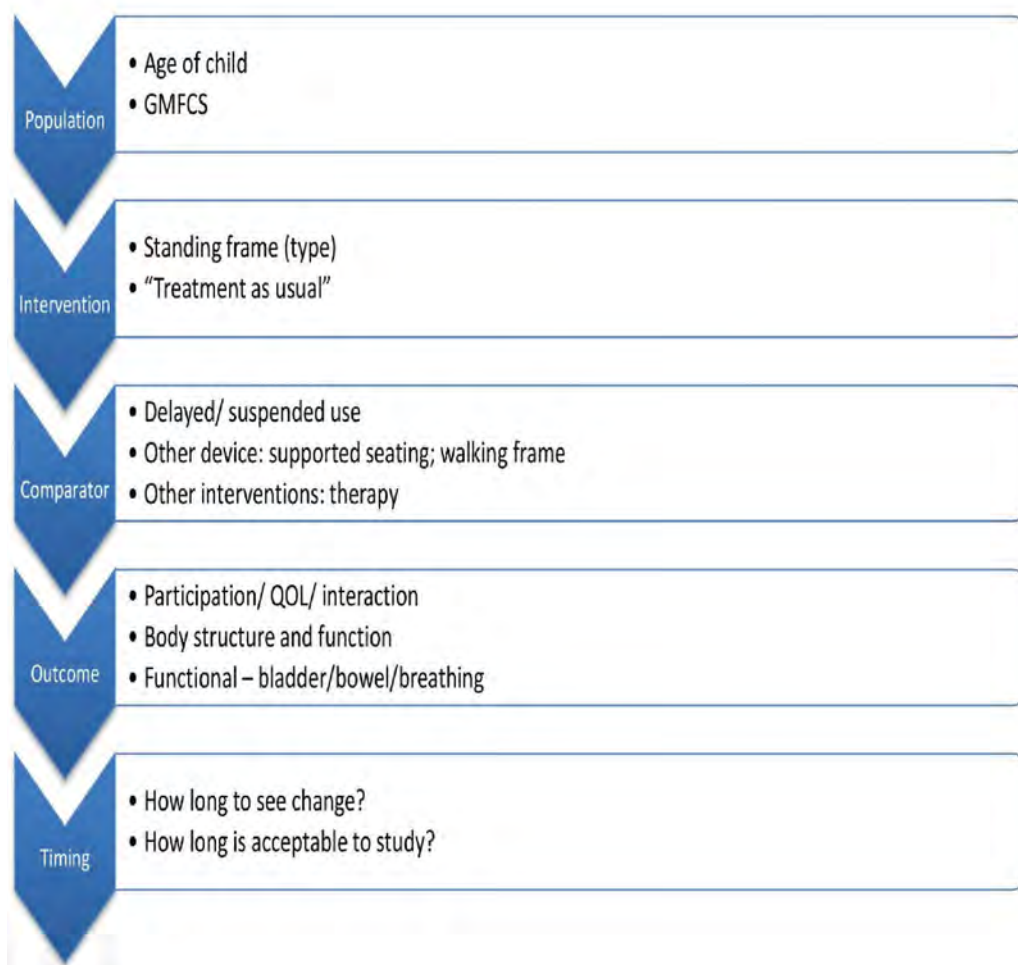 Population
• Age of child
• GMFCS
Intervention
• Standing frame (type)
• “Treatment as usual”
Comparator
• Delayed/ suspended use
• Other device: supported seating; walking frame
• Other interventions: therapy
Outcome
• Participation/ QOL/ interaction
• Body structure and function
• Functional – bladder/bowel/breathing
Timing
• How long to see change?
• How long is acceptable to study?